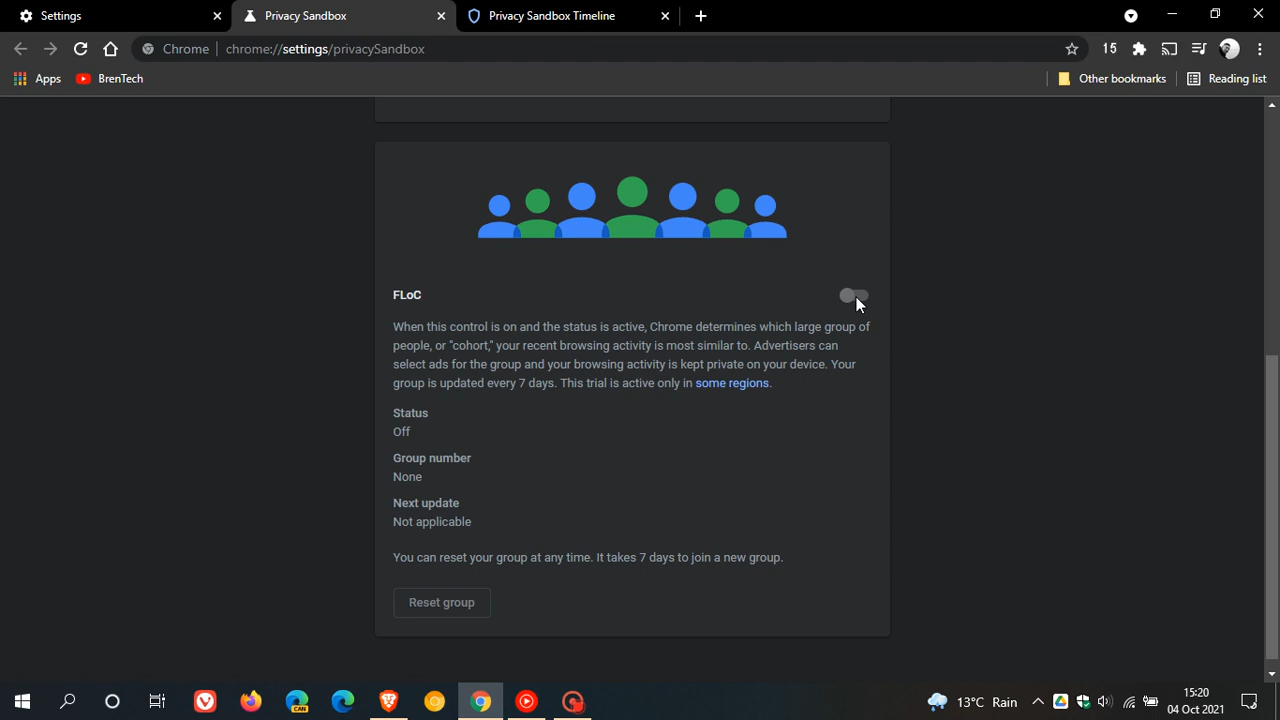 Settings
Privacy Sandbox
Privacy Sandbox Timeline
Chrome
chrome://settings/privacySandbox
15
Apps
BrenTech
Other bookmarks
Reading list
FLoC
When this control is on and the status is active, Chrome determines which large group of
people, or "cohort," your recent browsing activity is most similar to. Advertisers can
select ads for the group and your browsing activity is kept private on your device. Your
group is updated every 7 days. This trial is active only in some regions.
Status
Off
Group number
None
Next update
Not applicable
You can reset your group at any time. It takes 7 days to join a new group.
Reset group
CAN
13°C Rain
15:20
04 Oct 2021